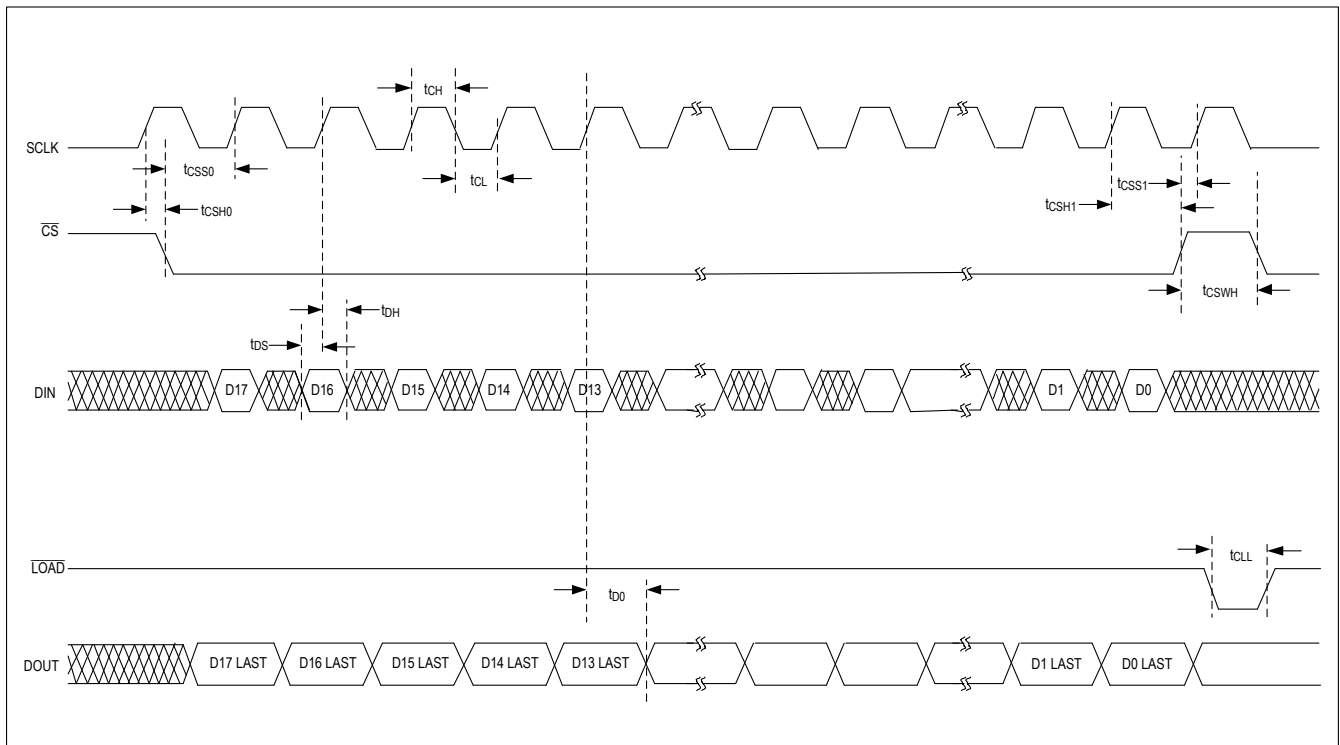 tCH
SCLK
tCSS0
tCL
tCSS1
tCSH0
tCSH1
CS
tDH
tCSWH
tDS
DIN
D17
D16
D15
D14
D13
D1
D0
LOAD
tCLL
tD0
DOUT
D17 LAST
D16 LAST
D15 LAST
D14 LAST
D13 LAST
D1 LAST
D0 LAST